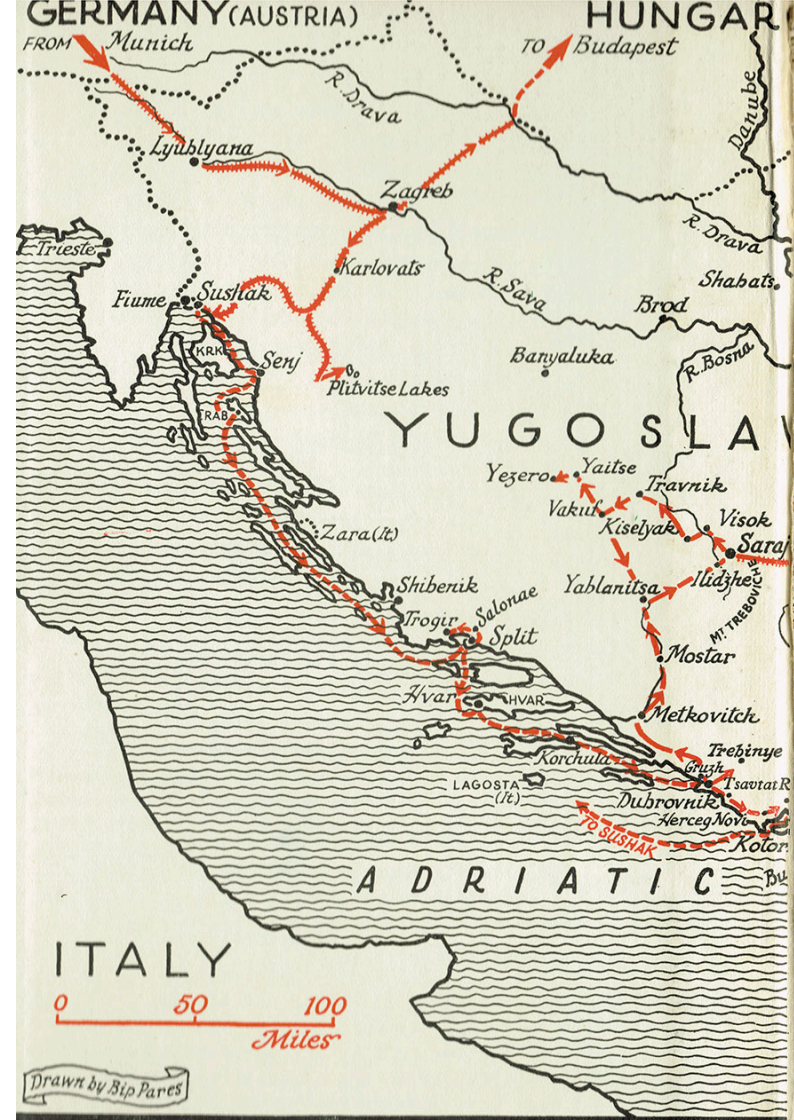 GERMANY (AUSTRIA)
HUNGAR
FROM Munich
TO Budapest
R. Drava
Danube
Lyublyana
Zagreb
R. Drava
Trieste
Karlovats
R. Sava
Shabats
Fiume Sushak
Brod
KRK
Senj
Banyaluka
R. Bosna
Plitvitse Lakes
RAB
YUGOSLAV
Yezero
Yaitse
Travnik
Vakuf
Kiselyak
Visok
Zara (It)
Saraj
Shibenik
Yablanitsa
Ilidzhe
Mt. TREBOVICHE
Trogir
Salonae
Split
Mostar
Hvar
HVAR
Metkovitch
Korchula
Gruzh
Trebinye
LAGOSTA
(It.)
Tsavtat R
Dubrovnik
Herceg Novi
TO SUSHAK
Kotor
ADRIATIC
Bu
ITALY
0 50 100
Miles
Drawn by Bip Pares